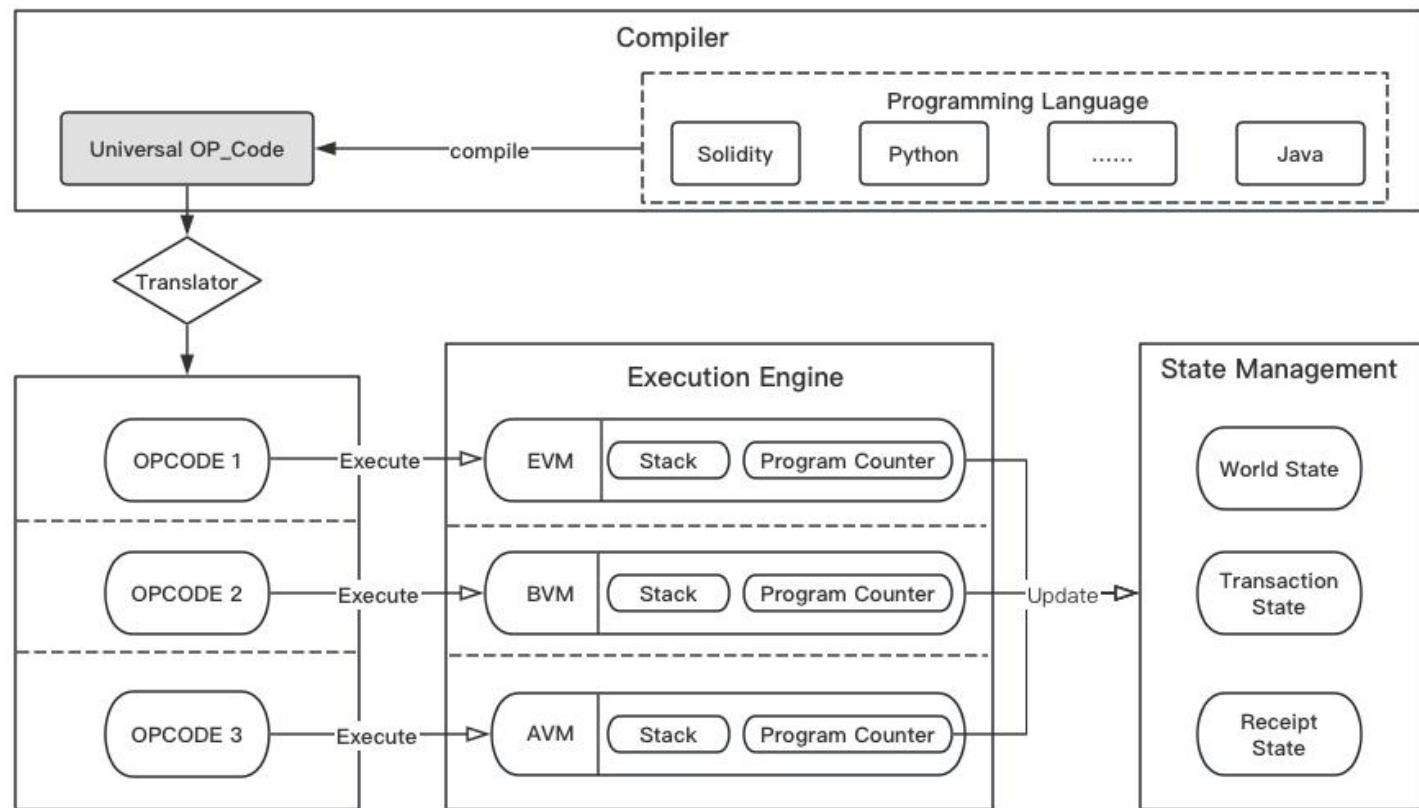 Compiler
Programming Language
Universal OP_Code
compile
Solidity
Python
......
Java
Translator
Execution Engine
State Management
OPCODE 1
Execute
EVM
Stack
Program Counter
World State
OPCODE 2
Execute
BVM
Stack
Program Counter
Update
Transaction
State
OPCODE 3
Execute
AVM
Stack
Program Counter
Receipt
State